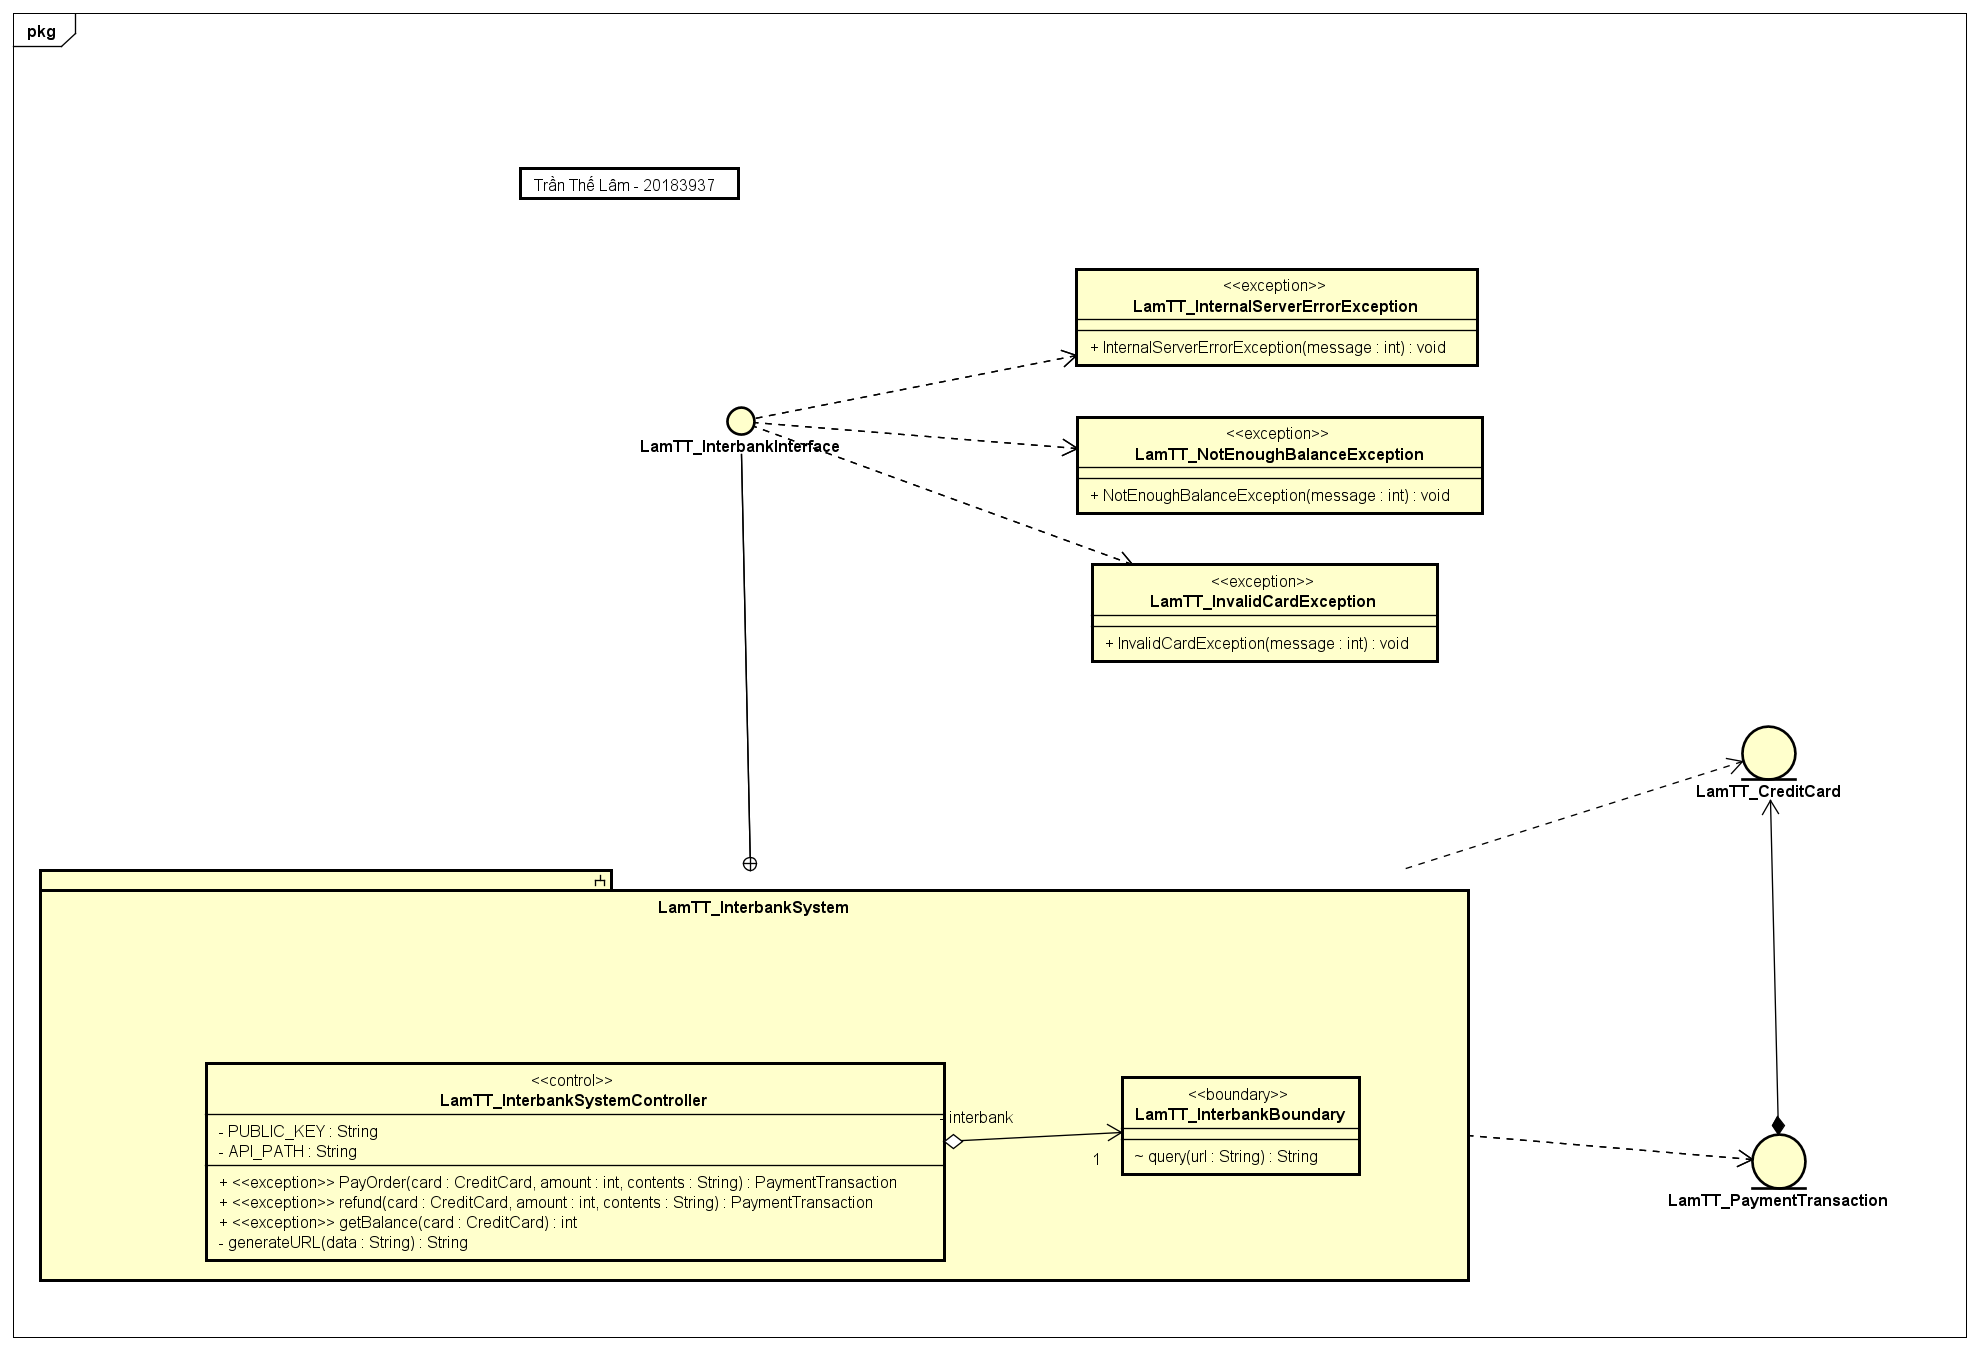 pkg
Trần Thế Lâm - 20183937
<<exception>>
LamTT_InternalServerErrorException
+ InternalServerErrorException(message : int) : void
LamTT_InterbankInterface
<<exception>>
LamTT_NotEnoughBalanceException
+ NotEnoughBalanceException(message : int) : void
<<exception>>
LamTT_InvalidCardException
+ InvalidCardException(message : int) : void
LamTT_CreditCard
LamTT_InterbankSystem
<<control>>
LamTT_InterbankSystemController
- PUBLIC_KEY : String
- API_PATH : String
+ <<exception>> PayOrder(card : CreditCard, amount : int, contents : String) : PaymentTransaction
+ <<exception>> refund(card : CreditCard, amount : int, contents : String) : PaymentTransaction
+ <<exception>> getBalance(card : CreditCard) : int
- generateURL(data : String) : String
- interbank
1
<<boundary>>
LamTT_InterbankBoundary
~ query(url : String) : String
LamTT_PaymentTransaction